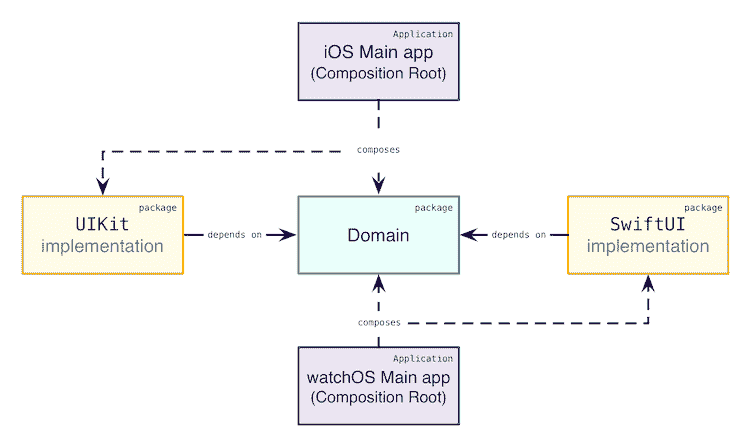 Application
iOS Main app
(Composition Root)
composes
package
UIKit
implementation
depends on
package
Domain
depends on
package
SwiftUI
implementation
composes
Application
watchOS Main app
(Composition Root)